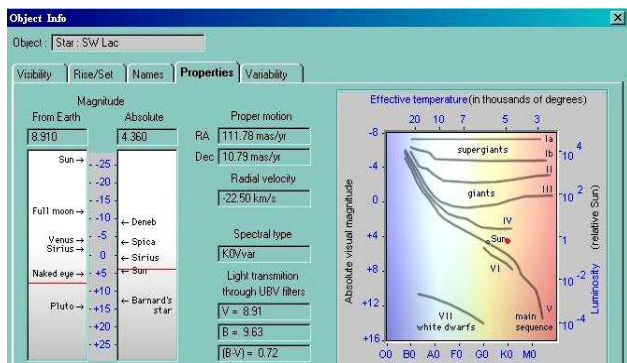 Object Info
Object : Star : SW Lac
Visibility Rise/Set Names Properties Variability
Magnitude
From Earth Absolute
8.910 4.360
Sun→
Full moon→
Venus→
Sirius→
Naked eye→
Pluto→
-25
-20
-15
-10
-5
0
+5
+10
+15
+20
+25
←Deneb
←Spica
←Sirius
←Sun
←Barnard's
star
Proper motion
RA 111.78 mas/yr
Dec 10.79 mas/yr
Radial velocity
-22.50 km/s
Spectral type
K0Vvar
Light transmition
through UBV filters
V = 8.91
B = 9.63
(B-V) = 0.72
Effective temperature (in thousands of degrees)
20 10 7 5 3
Absolute visual magnitude
-8
-4
0
+4
+8
+12
+16
supergiants
giants
Sun
VII
white dwarfs
main
sequence
Ia
Ib
II
III
IV
VI
V
10 4
10 2
1
10 -2
10 -4
Luminosity (relative Sun)
O0 B0 A0 F0 G0 K0 M0